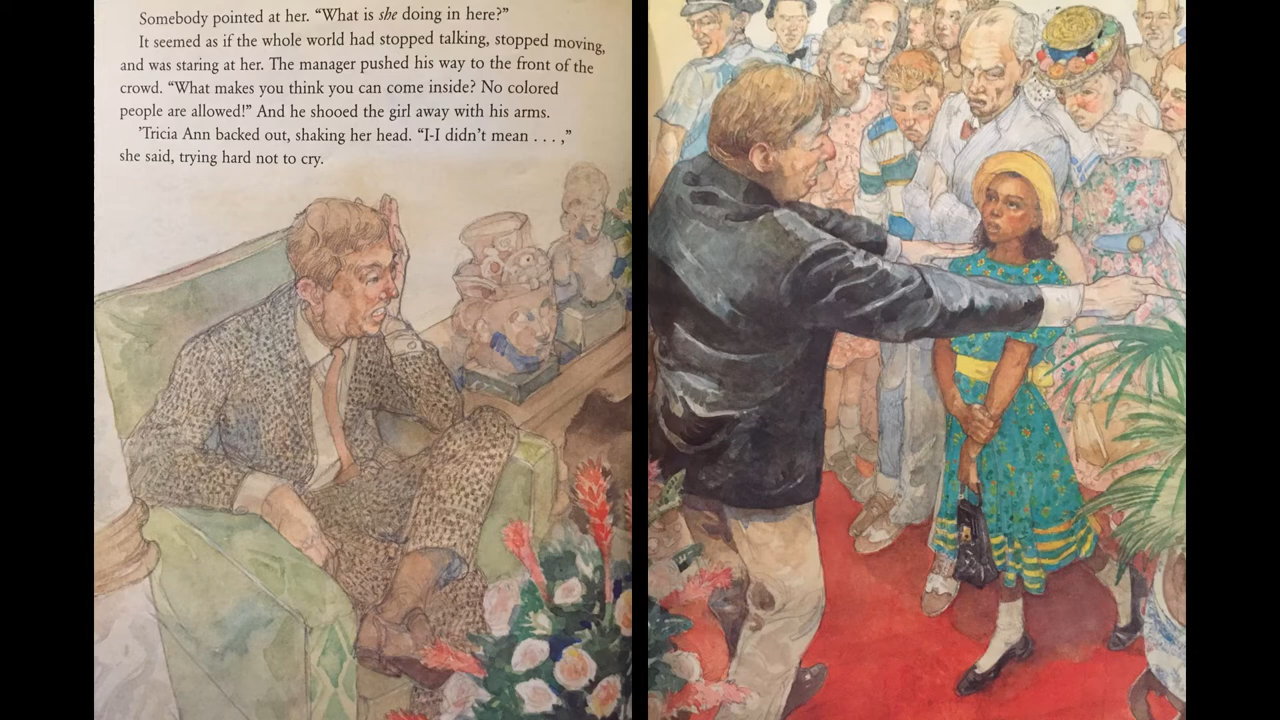 Somebody pointed at her. “What is she doing in here?”
It seemed as if the whole world had stopped talking, stopped moving,
and was staring at her. The manager pushed his way to the front of the
crowd. “What makes you think you can come inside? No colored
people are allowed!” And he shooed the girl away with his arms.
’Tricia Ann backed out, shaking her head. “I-I didn’t mean . . . ,”
she said, trying hard not to cry.